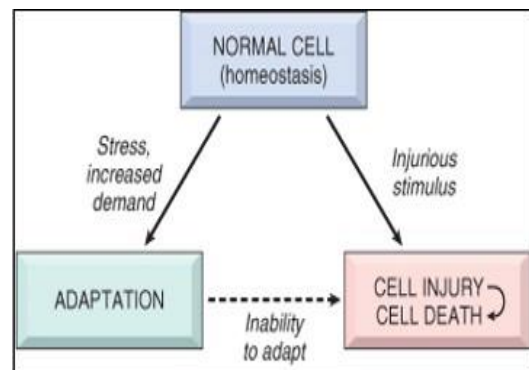 NORMAL CELL
(homeostasis)
Stress,
increased
demand
Injurious
stimulus
ADAPTATION
Inability
to adapt
CELL INJURY
CELL DEATH